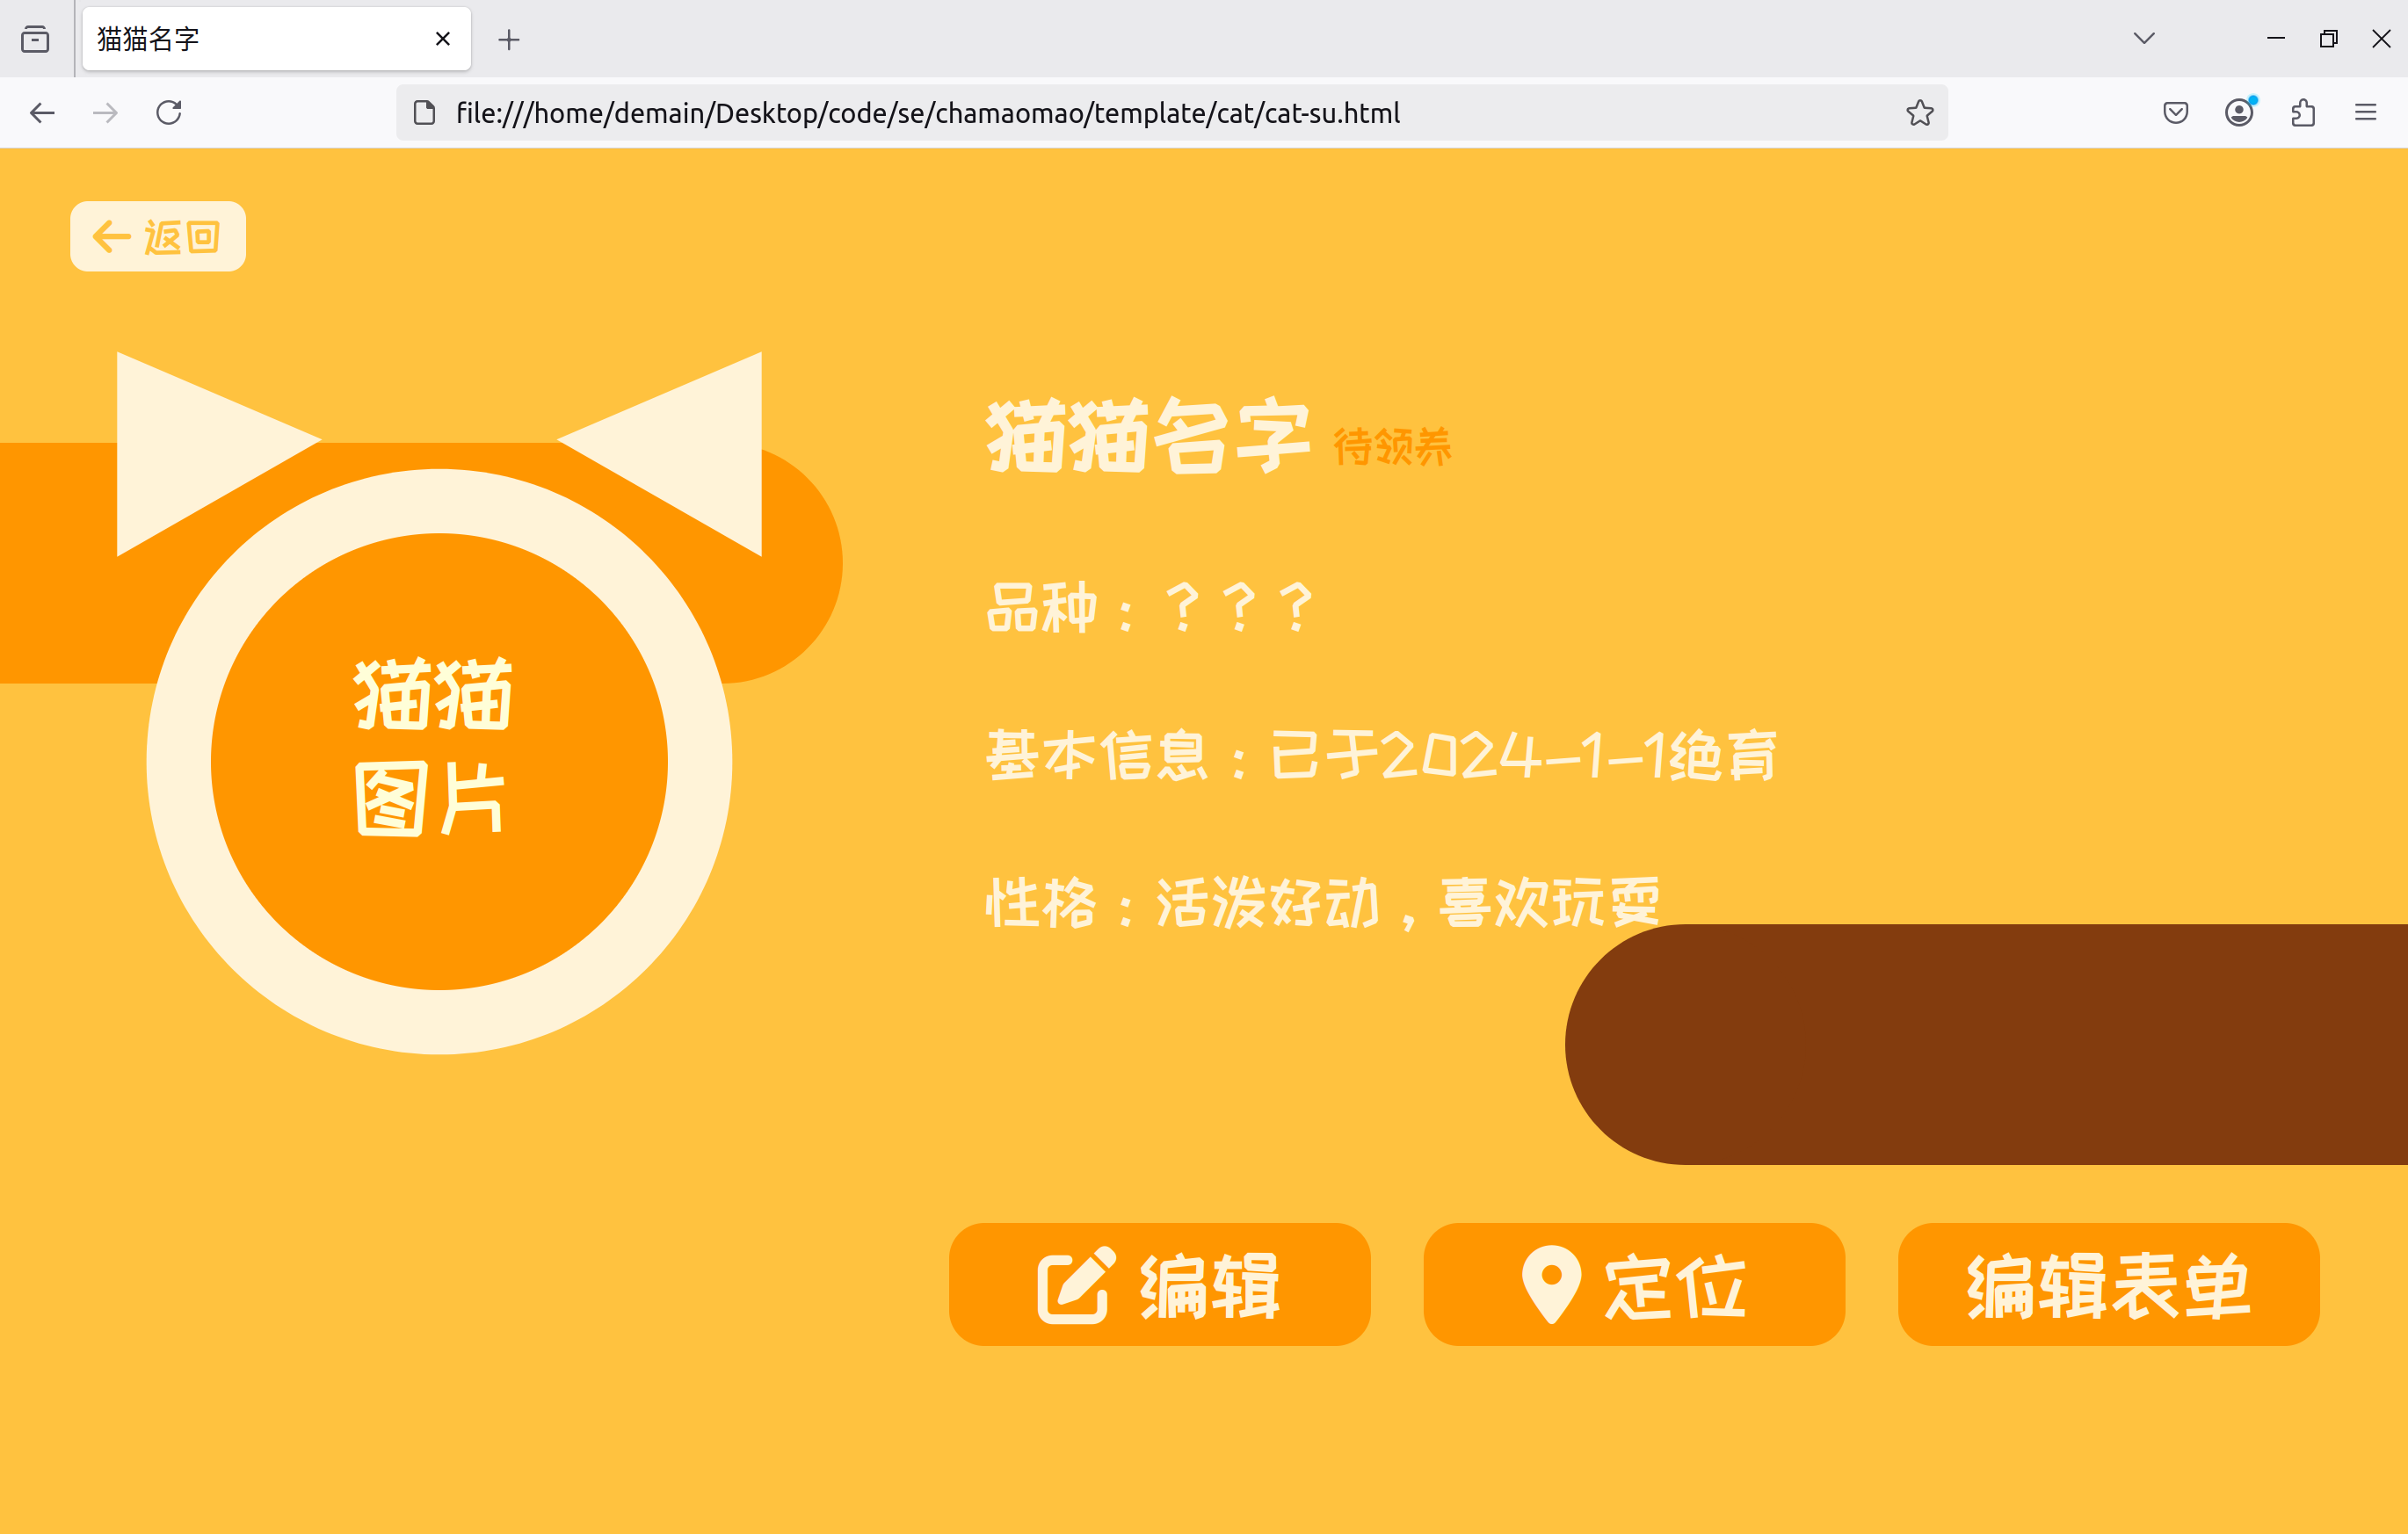 猫猫名字
file:///home/demain/Desktop/code/se/chamaomao/template/cat/cat-su.html
返回
猫猫名字 待领养
品种：？？？
基本信息：已于2024-1-1绝育
性格：活泼好动，喜欢玩耍
猫猫
图片
编辑
定位
编辑表单